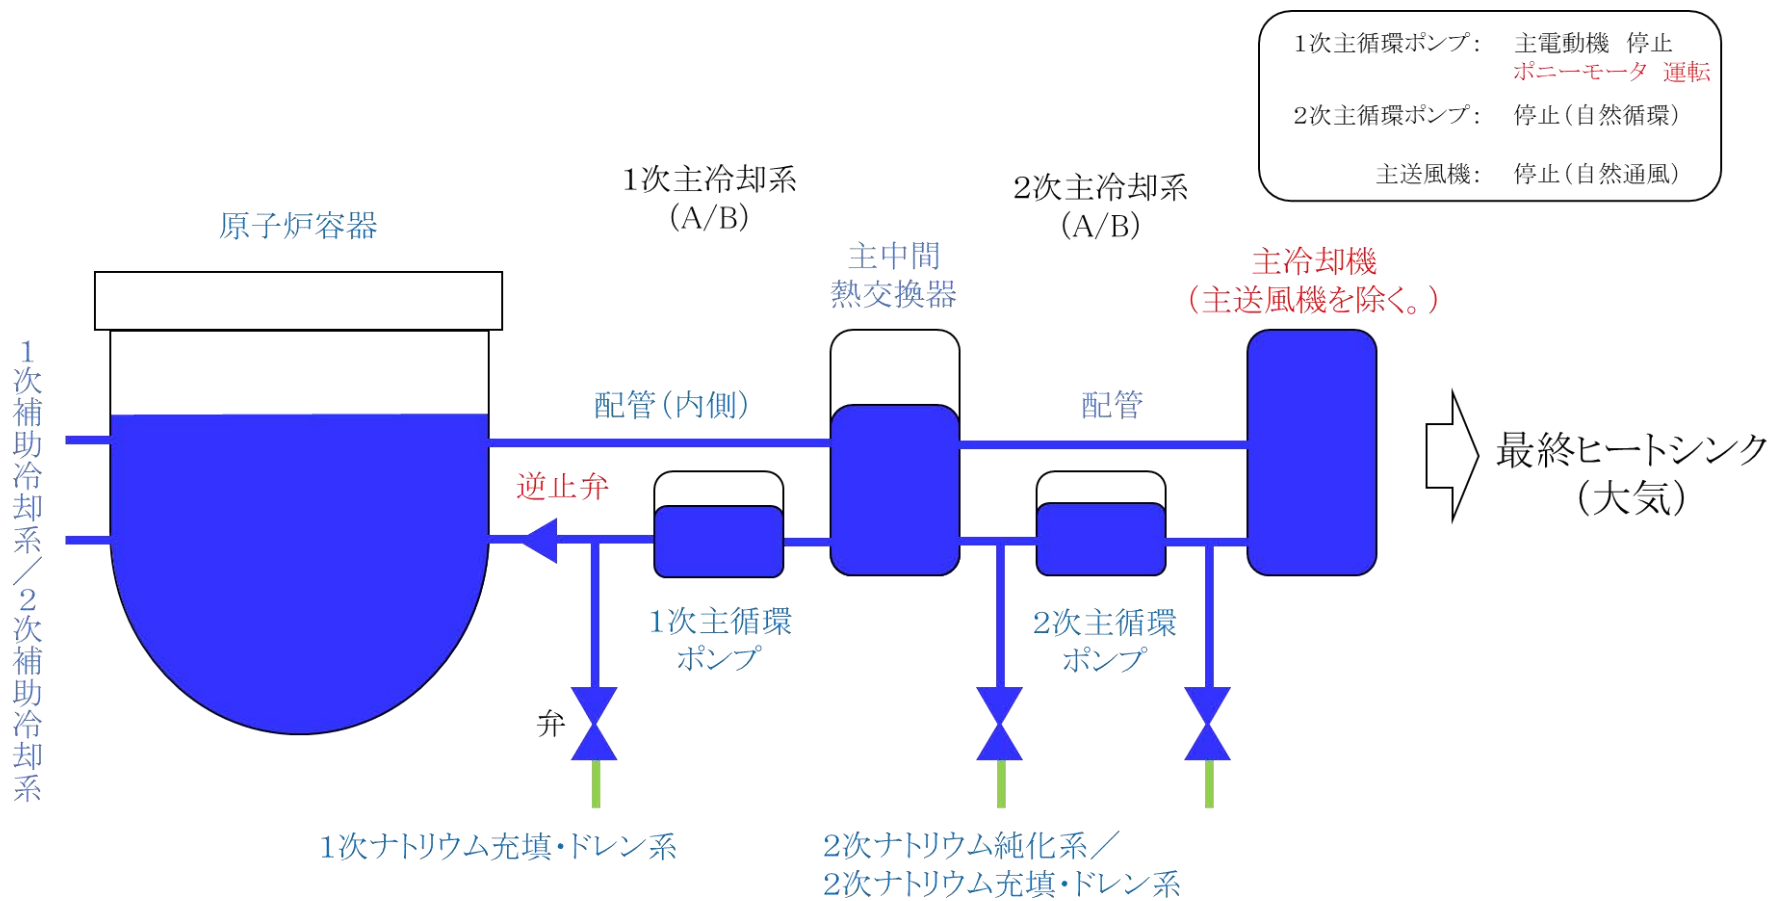 1次主循環ポンプ： 主電動機 停止
ポニーモータ 運転
2次主循環ポンプ： 停止（自然循環）
主送風機： 停止（自然通風）
1次主冷却系
（A/B）
2次主冷却系
（A/B）
原子炉容器
主中間
熱交換器
主冷却機
（主送風機を除く。）
1次補助冷却系／2次補助冷却系
配管（内側）
配管
逆止弁
最終ヒートシンク
（大気）
1次主循環
ポンプ
2次主循環
ポンプ
弁
1次ナトリウム充填・ドレン系
2次ナトリウム純化系／
2次ナトリウム充填・ドレン系